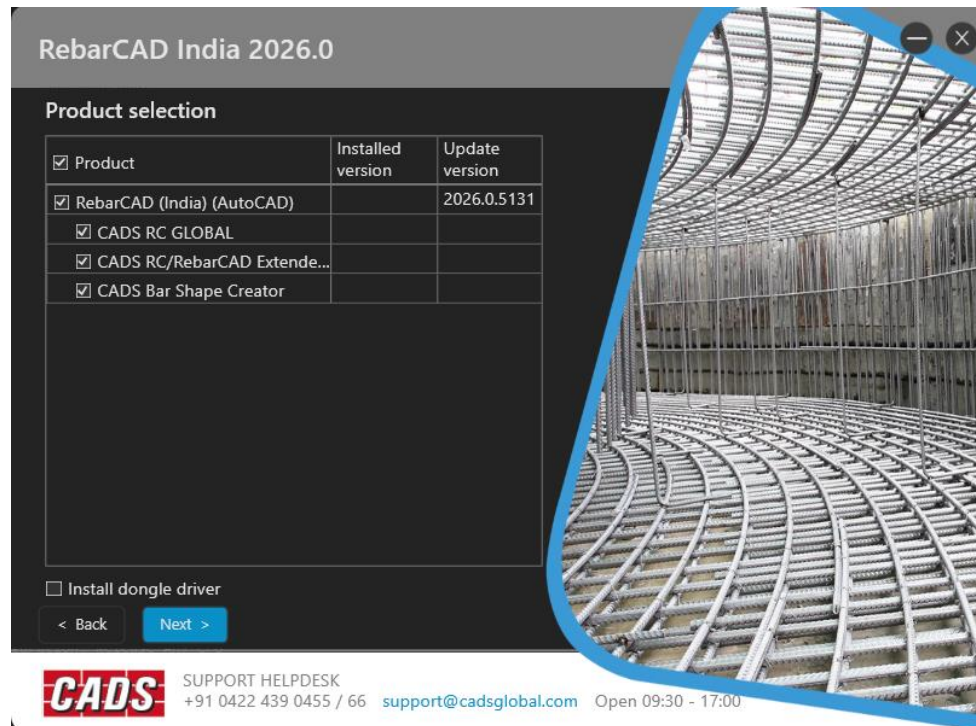 RebarCAD India 2026.0
Product selection
Product
Installed version
Update version
RebarCAD (India) (AutoCAD)
2026.0.5131
CADS RC GLOBAL
CADS RC/RebarCAD Extende...
CADS Bar Shape Creator
Install dongle driver
< Back
Next >
CADS
SUPPORT HELPDESK
+91 0422 439 0455 / 66 support@cadsglobal.com Open 09:30 - 17:00